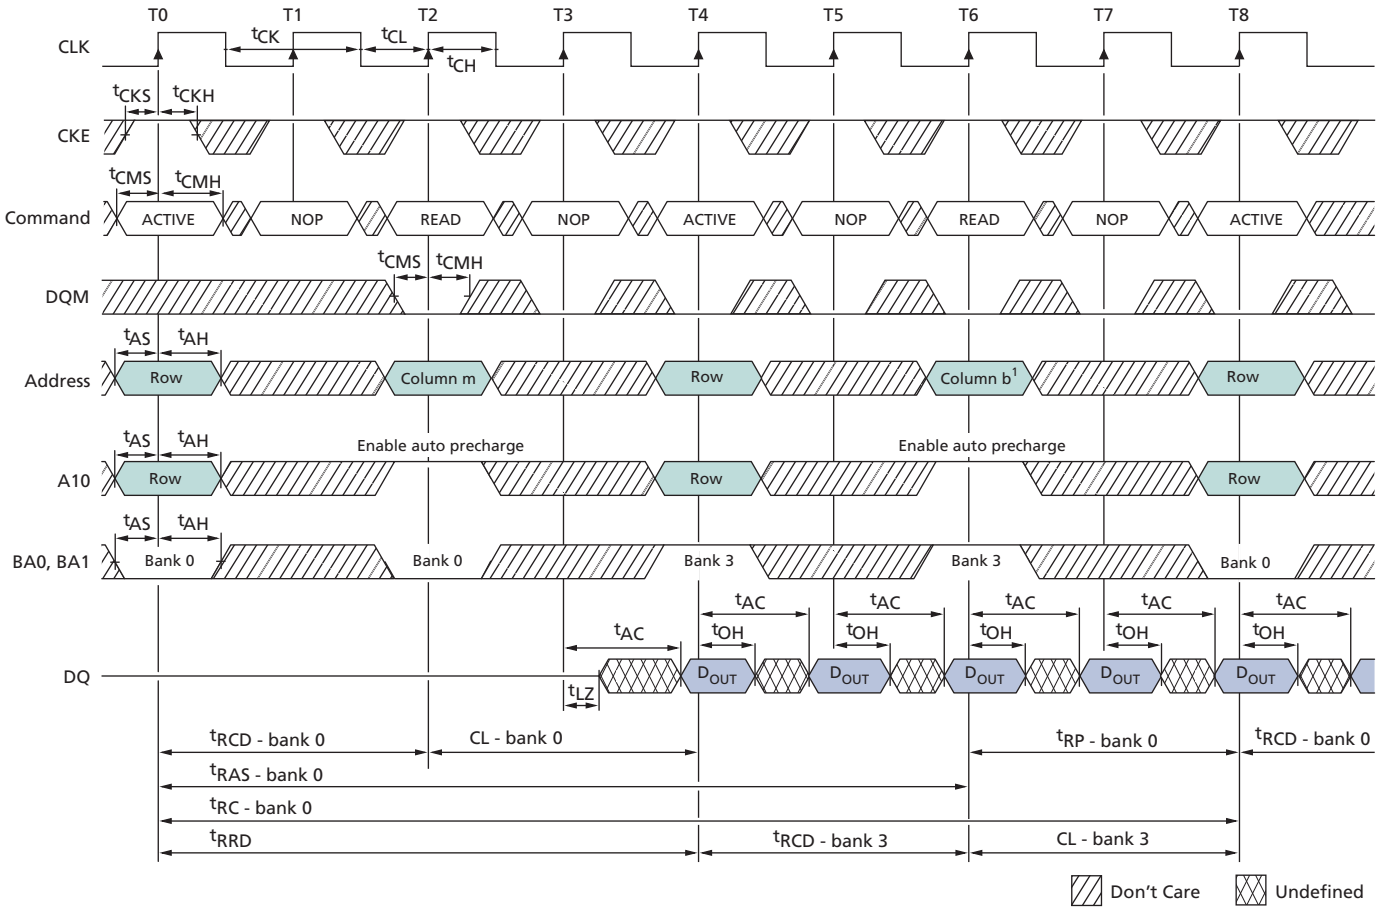 T0 T1 T2 T3 T4 T5 T6 T7 T8
CLK
tCK tCL
tCH
tCKS tCKH
CKE
tCMS tCMH
Command ACTIVE NOP READ NOP ACTIVE NOP READ NOP ACTIVE
tCMS tCMH
DQM
tAS tAH
Address Row Column m Row Column b1 Row
tAS tAH Enable auto precharge Enable auto precharge
A10 Row Row Row
tAS tAH
BA0, BA1 Bank 0 Bank 0 Bank 3 Bank 3 Bank 0
tAC tAC tAC tAC tAC
tAC tOH tOH tOH tOH tOH
DQ DOUT DOUT DOUT DOUT DOUT
tLZ
tRCD - bank 0 CL - bank 0 tRP - bank 0 tRCD - bank 0
tRAS - bank 0
tRC - bank 0
tRRD tRCD - bank 3 CL - bank 3
Don't Care Undefined